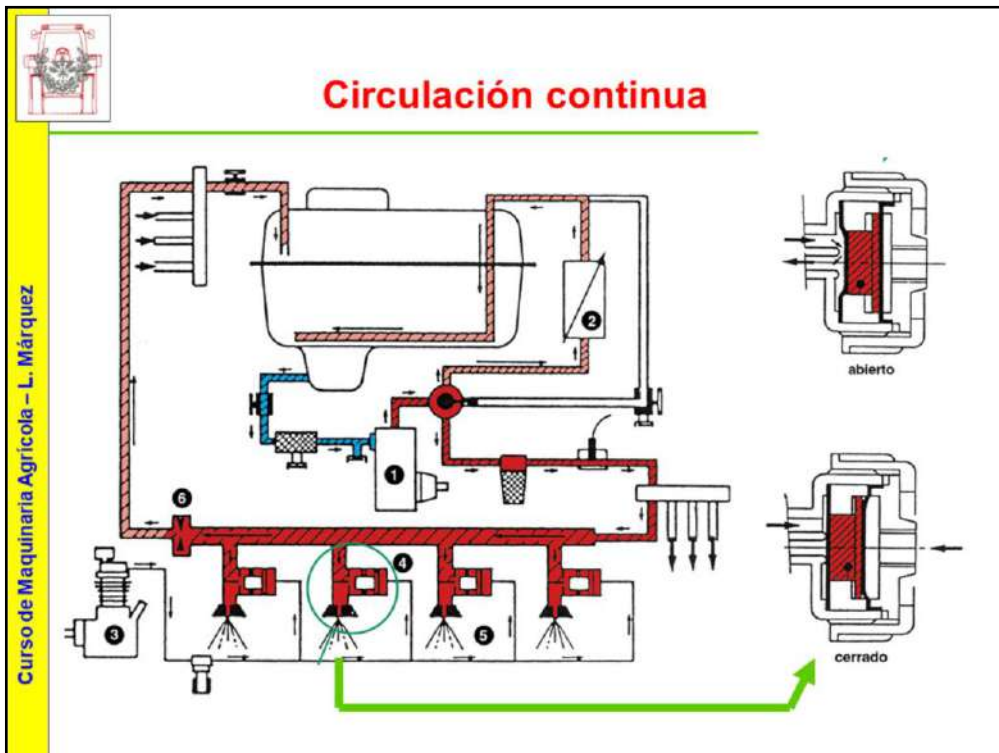 Circulación continua
Curso de Maquinaria Agrícola – L. Márquez
2
abierto
1
6
4
3
5
cerrado